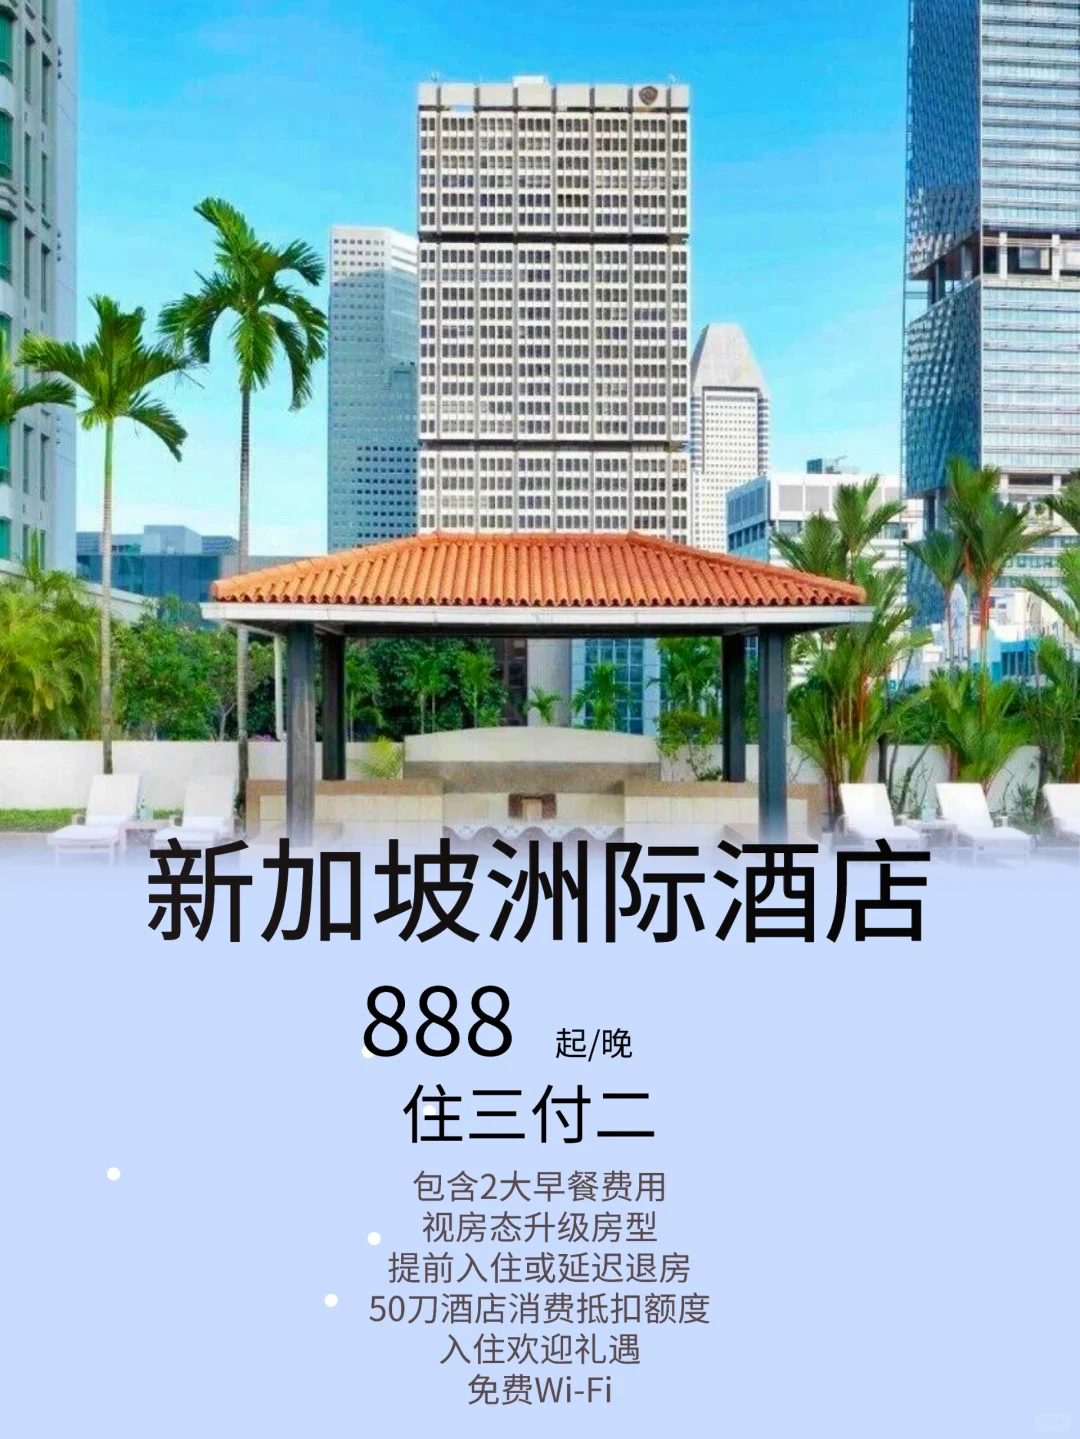 新加坡洲际酒店
888 起/晚
住三付二
包含2大早餐费用
视房态升级房型
提前入住或延迟退房
50刀酒店消费抵扣额度
入住欢迎礼遇
免费Wi-Fi